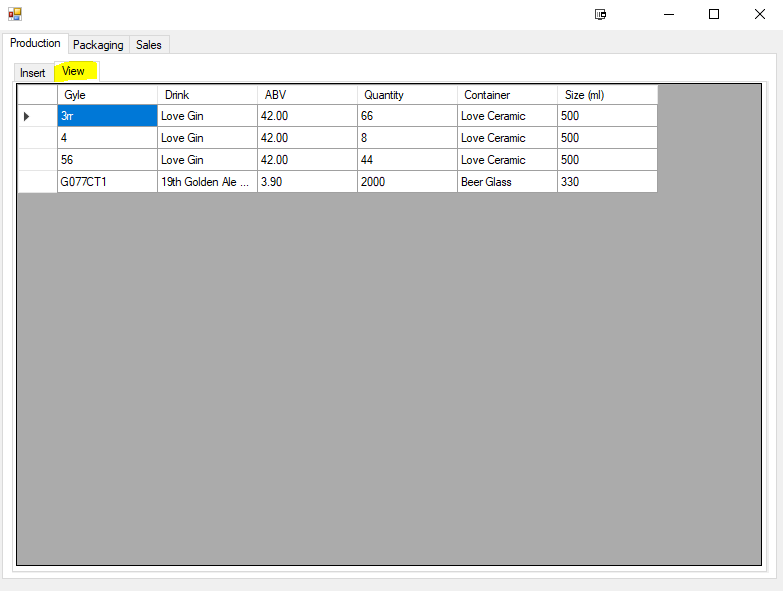 Production Packaging Sales
Insert View
Gyle Drink ABV Quantity Container Size (ml)
3rr Love Gin 42.00 66 Love Ceramic 500
4 Love Gin 42.00 8 Love Ceramic 500
56 Love Gin 42.00 44 Love Ceramic 500
G077CT1 19th Golden Ale ... 3.90 2000 Beer Glass 330